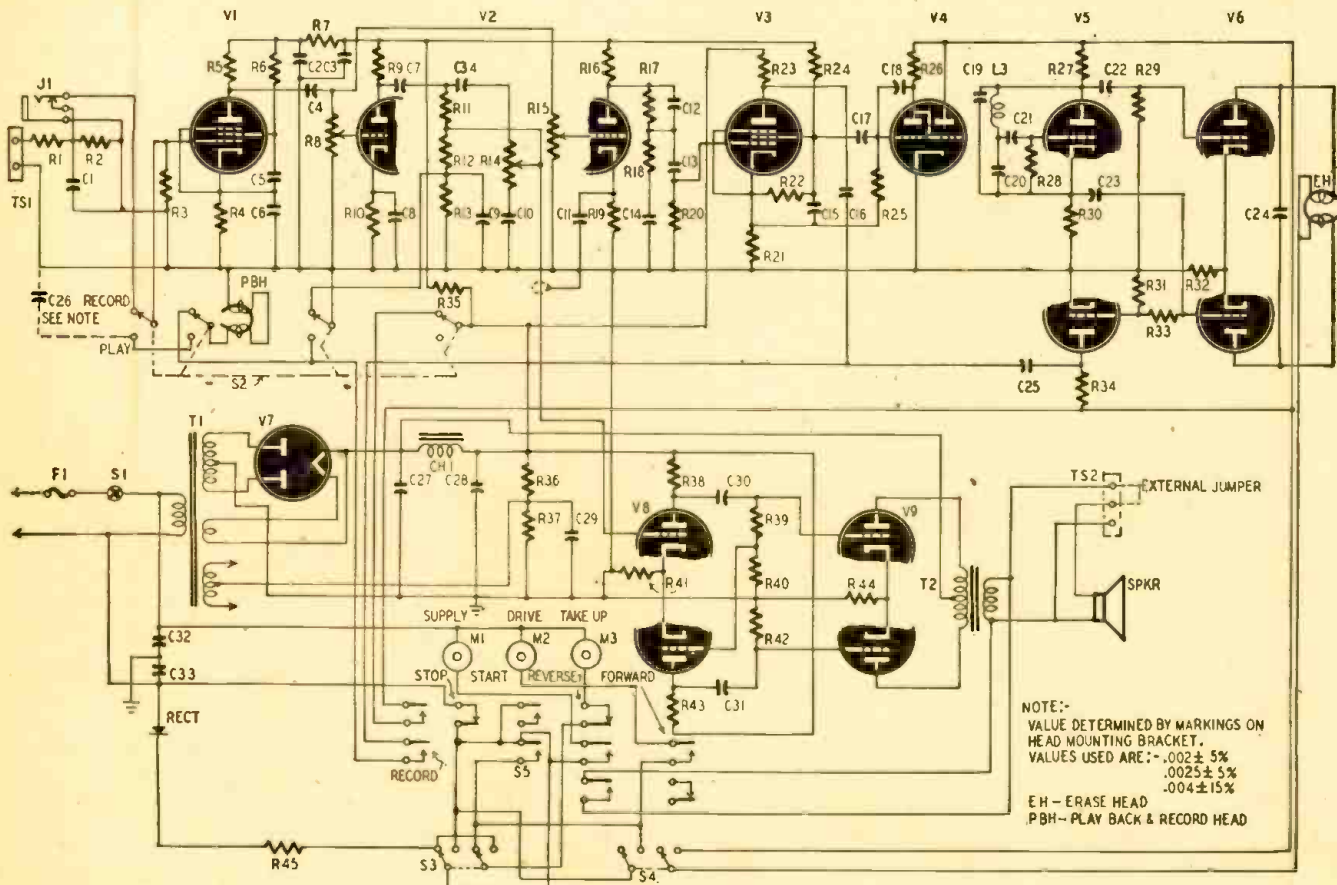 V1 V2 V3 V4 V5 V6
R7
J1 R5 R6 C2 C3 R9 C7 C34 R16 R17 R23 R24 C18 R26 C19 L3 R27 C22 R29
C4 R11 R15 C12
R1 R2 R8 C17 C21
TS1 C1 R12 R14 R18 C13 EH
C5 R22 C20 R28 C23
R3 R4 C6 R10 C8 R13 C9 C10 C11 R19 C14 R20 C15 C16 R25 R30 C24
R21
PBH R32
C26 RECORD R35 R31
SEE NOTE R33
PLAY
S2 C25 R34
T1 V7
F1 S1 CH1 R36 R38 C30 TS2 EXTERNAL JUMPER
C27 C28 V8 R39 V9
R37 C29
R41 R40 R44 T2 SPKR
SUPPLY DRIVE TAKE UP R42
C32 M1 M2 M3
C33 STOP START REVERSE FORWARD
R43 C31
RECT
RECORD S5
NOTE:-
VALUE DETERMINED BY MARKINGS ON
HEAD MOUNTING BRACKET.
VALUES USED ARE:- .002 ± 5%
.0025 ± 5%
.004 ± 15%
EH - ERASE HEAD
PBH - PLAY BACK & RECORD HEAD
R45 S3 S4